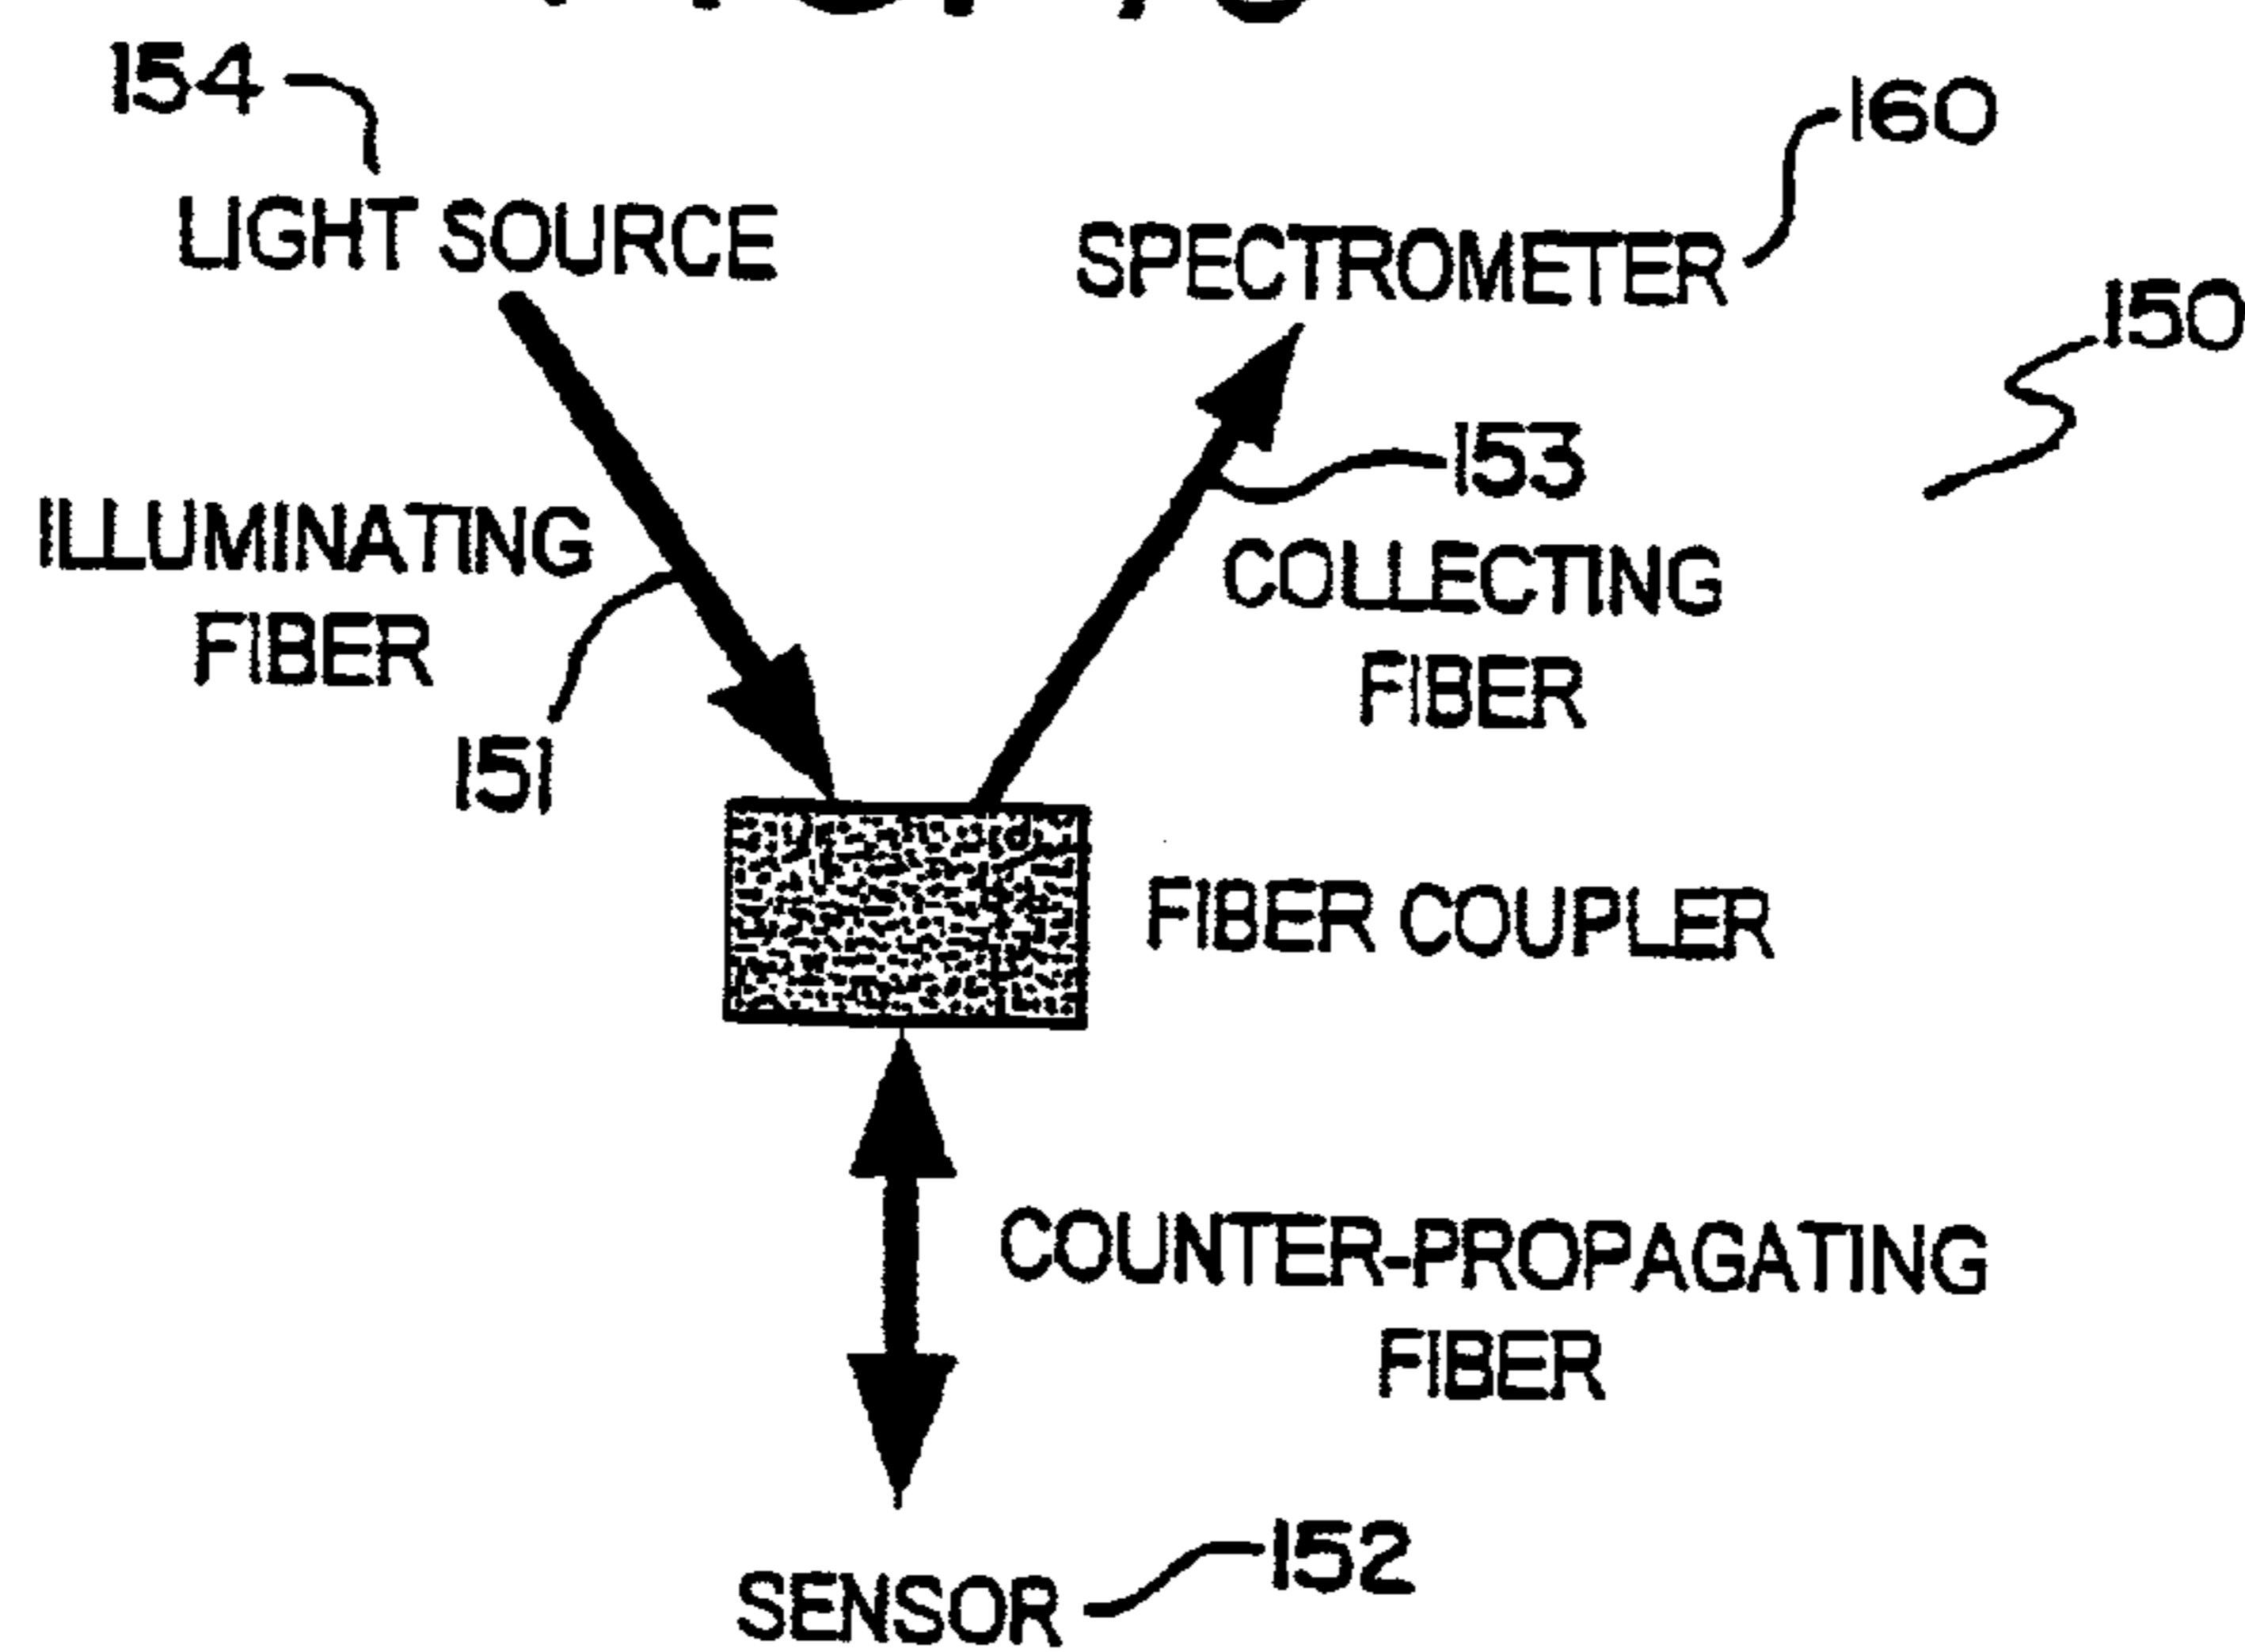 154
160
LIGHT SOURCE
SPECTROMETER
150
153
ILLUMINATING
FIBER
COLLECTING
FIBER
151
FIBER COUPLER
COUNTER-PROPAGATING
FIBER
152
SENSOR